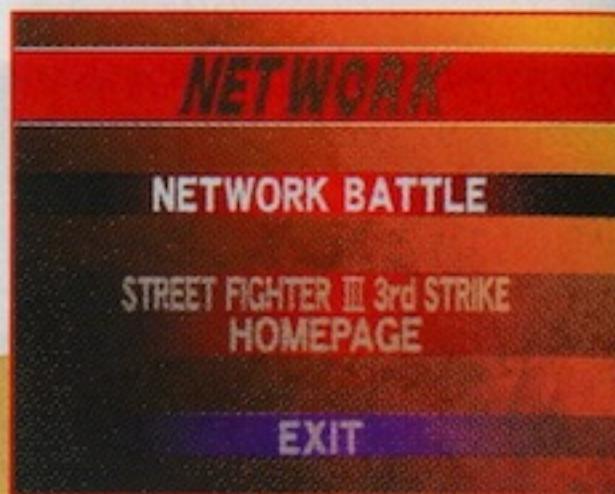 NETWORK
NETWORK BATTLE
STREET FIGHTER III 3rd STRIKE
HOMEPAGE
EXIT